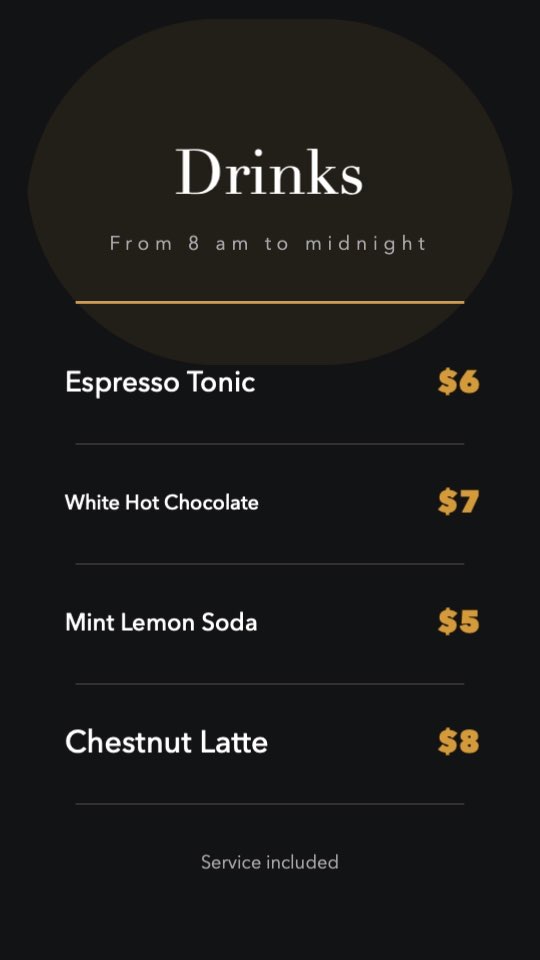 Drinks
From 8 am to midnight
Espresso Tonic $6
White Hot Chocolate $7
Mint Lemon Soda $5
Chestnut Latte $8
Service included